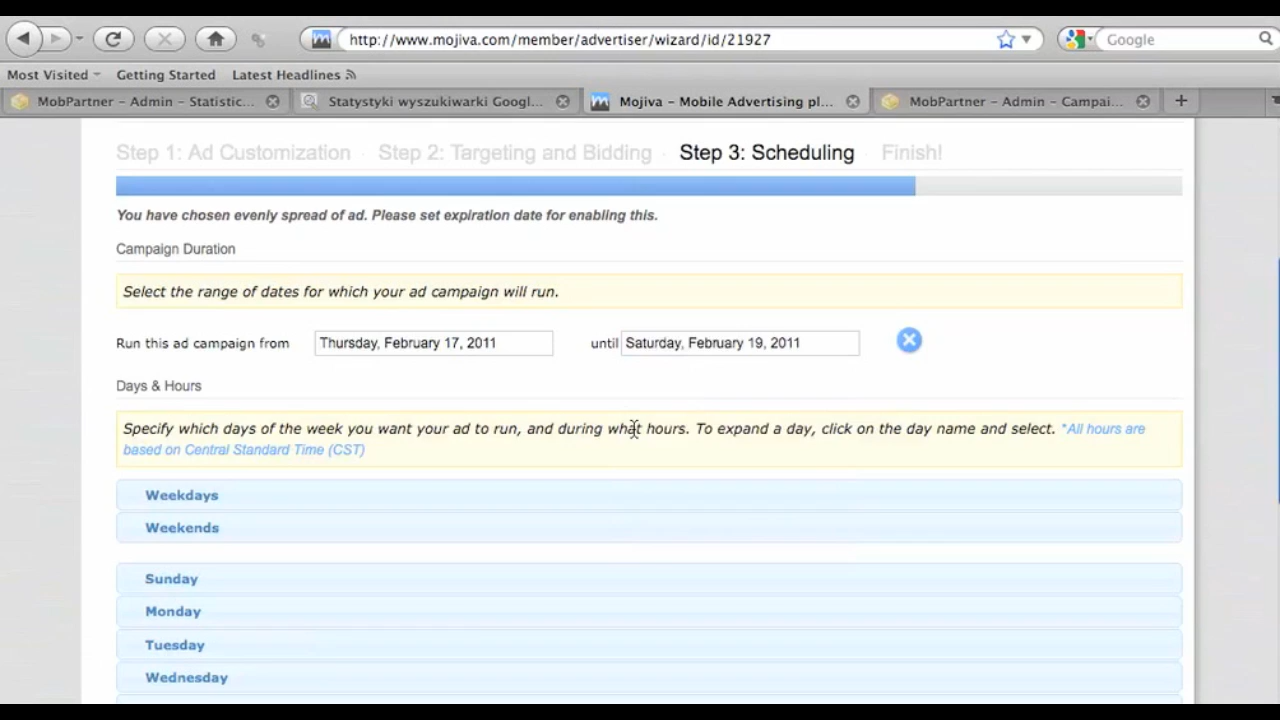 http://www.mojiva.com/member/advertiser/wizard/id/21927
Google
Most Visited Getting Started Latest Headlines
MobPartner - Admin - Statistic... Statystyki wyszukiwarki Googl... Mojiva - Mobile Advertising pl... MobPartner - Admin - Campai...
Step 1: Ad Customization · Step 2: Targeting and Bidding · Step 3: Scheduling · Finish!
You have chosen evenly spread of ad. Please set expiration date for enabling this.
Campaign Duration
Select the range of dates for which your ad campaign will run.
Run this ad campaign from Thursday, February 17, 2011 until Saturday, February 19, 2011
Days & Hours
Specify which days of the week you want your ad to run, and during what hours. To expand a day, click on the day name and select. *All hours are
based on Central Standard Time (CST)
Weekdays
Weekends
Sunday
Monday
Tuesday
Wednesday